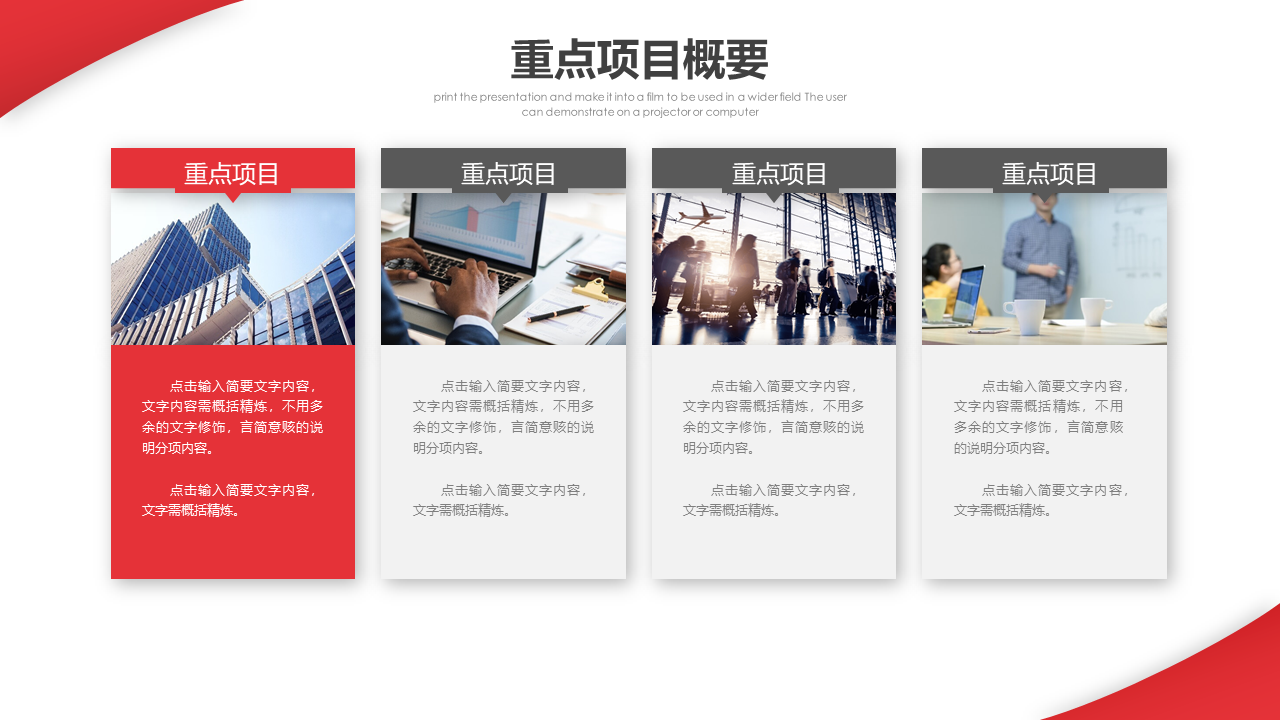 重点项目概要
print the presentation and make it into a film to be used in a wider field The user
can demonstrate on a projector or computer
重点项目
点击输入简要文字内容，
文字内容需概括精炼，不用多
余的文字修饰，言简意赅的说
明分项内容。
点击输入简要文字内容，
文字需概括精炼。
重点项目
点击输入简要文字内容，
文字内容需概括精炼，不用多
余的文字修饰，言简意赅的说
明分项内容。
点击输入简要文字内容，
文字需概括精炼。
重点项目
点击输入简要文字内容，
文字内容需概括精炼，不用多
余的文字修饰，言简意赅的说
明分项内容。
点击输入简要文字内容，
文字需概括精炼。
重点项目
点击输入简要文字内容，
文字内容需概括精炼，不用
多余的文字修饰，言简意赅
的说明分项内容。
点击输入简要文字内容，
文字需概括精炼。